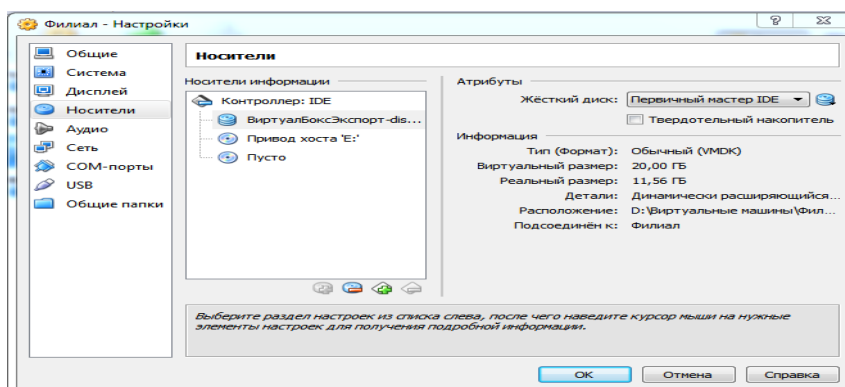 Филиал - Настройки
Общие
Система
Дисплей
Носители
Аудио
Сеть
COM-порты
USB
Общие папки
Носители
Носители информации
Контроллер: IDE
ВиртуалБоксЭкспорт-dis...
Привод хоста 'E:'
Пусто
Атрибуты
Жёсткий диск: Первичный мастер IDE
Твердотельный накопитель
Информация
Тип (Формат): Обычный (VMDK)
Виртуальный размер: 20,00 ГБ
Реальный размер: 11,56 ГБ
Детали: Динамически расширяющийся...
Расположение: D:\Виртуальные машины\Фил...
Подсоединён к: Филиал
Выберите раздел настроек из списка слева, после чего наведите курсор мыши на нужные
элементы настроек для получения подробной информации.
OK Отмена Справка